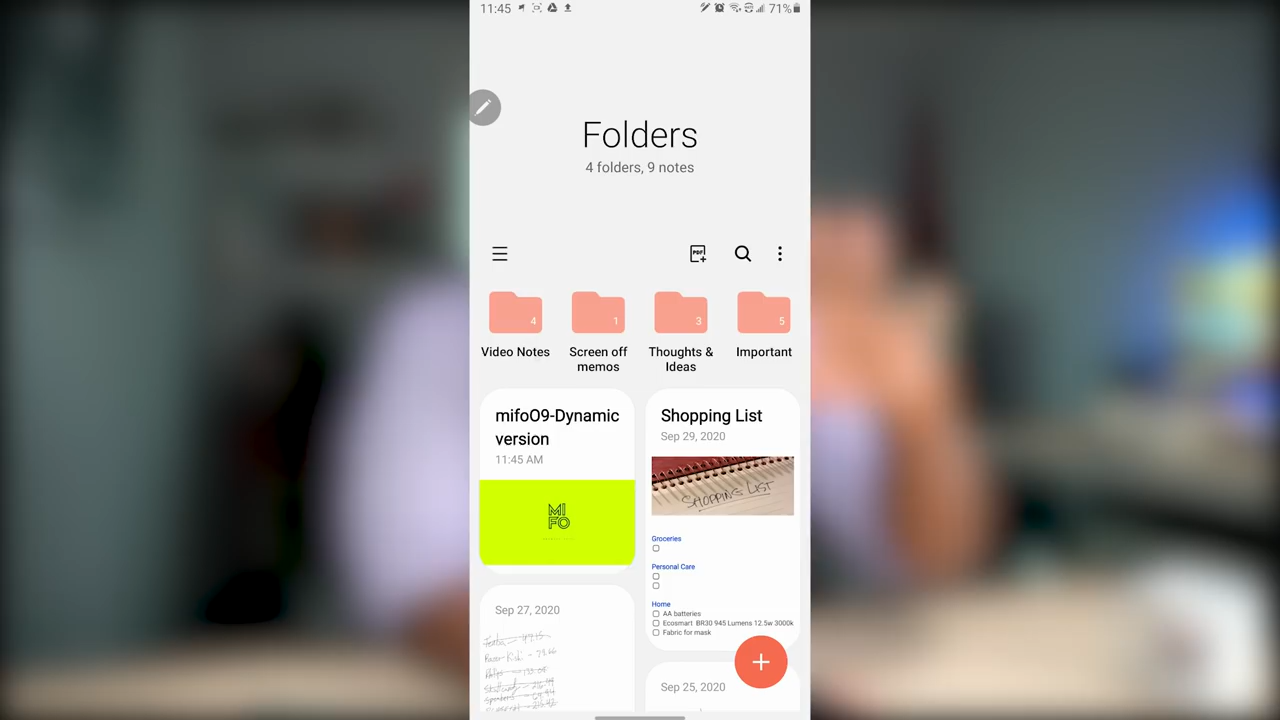 11:45
71%
Folders
4 folders, 9 notes
PDF
4
1
3
5
Video Notes
Screen off
memos
Thoughts &
Ideas
Important
mifoO9-Dynamic
version
11:45 AM
MI
FO
Shopping List
Sep 29, 2020
SHOPPING LIST
Groceries
Personal Care
Home
AA batteries
Ecosmart BR30 945 Lumens 12.5w 3000k
Fabric for mask
Sep 27, 2020
Sep 25, 2020